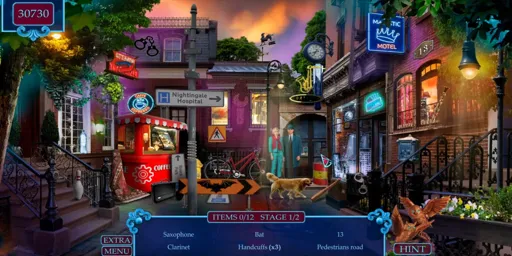 30730
MAJESTIC
MOTEL
13
Nightingale
Hospital
COFFEE
ITEMS 0/12 STAGE 1/2
Saxophone Bat 13
Clarinet Handcuffs (x3) Pedestrians road
EXTRA
MENU
HINT